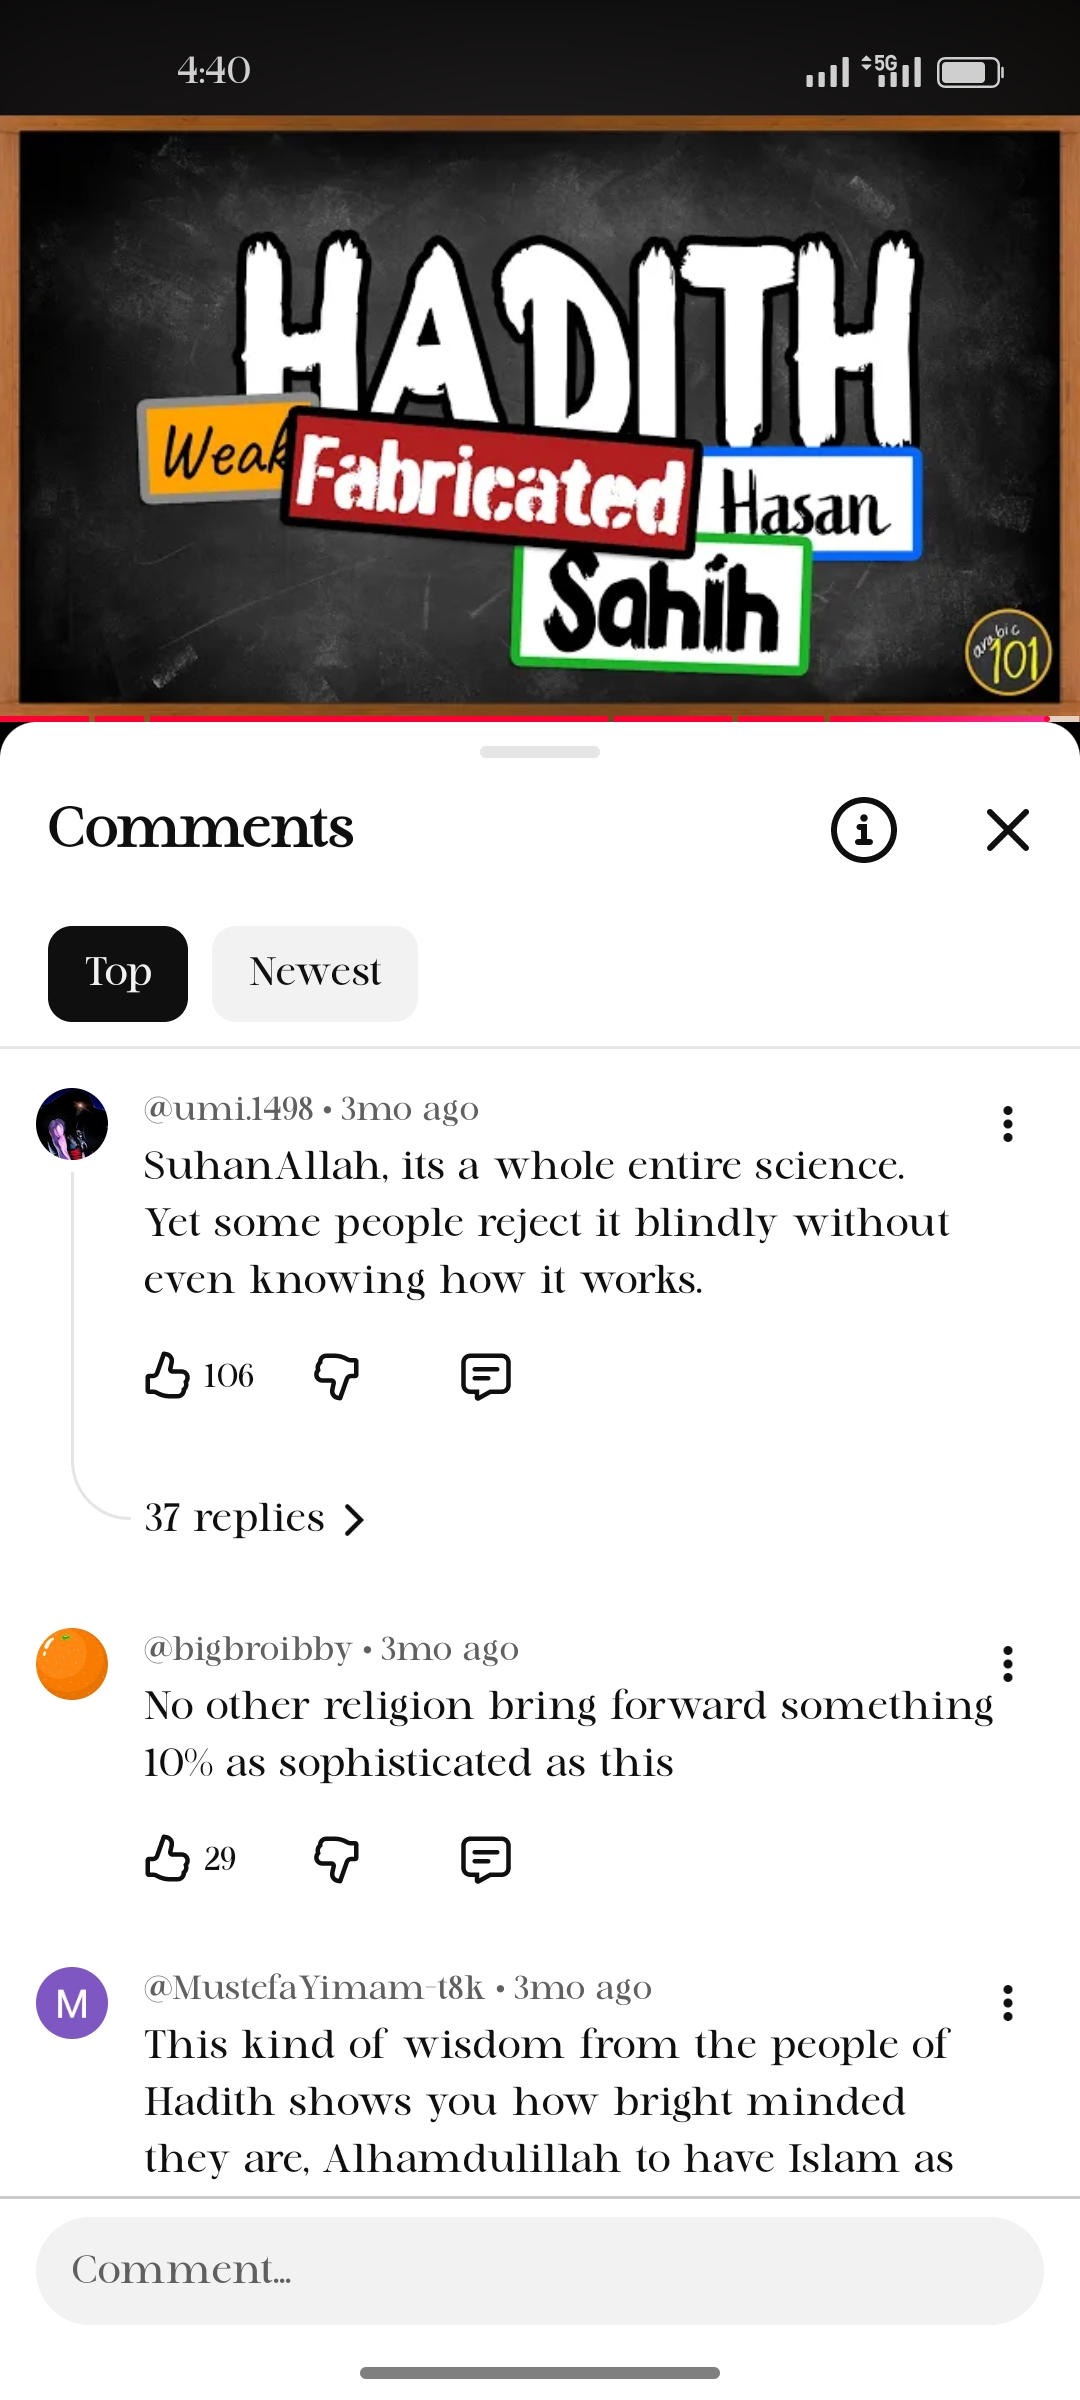 4:40
5G
HADITH
Weak
Fabricated
Hasan
Sahih
arabic
101
Comments
Top
Newest
@umi.1498 • 3mo ago
SuhanAllah, its a whole entire science.
Yet some people reject it blindly without
even knowing how it works.
106
37 replies
@bigbroibby • 3mo ago
No other religion bring forward something
10% as sophisticated as this
29
M
@MustefaYimam-t8k • 3mo ago
This kind of wisdom from the people of
Hadith shows you how bright minded
they are, Alhamdulillah to have Islam as
Comment...